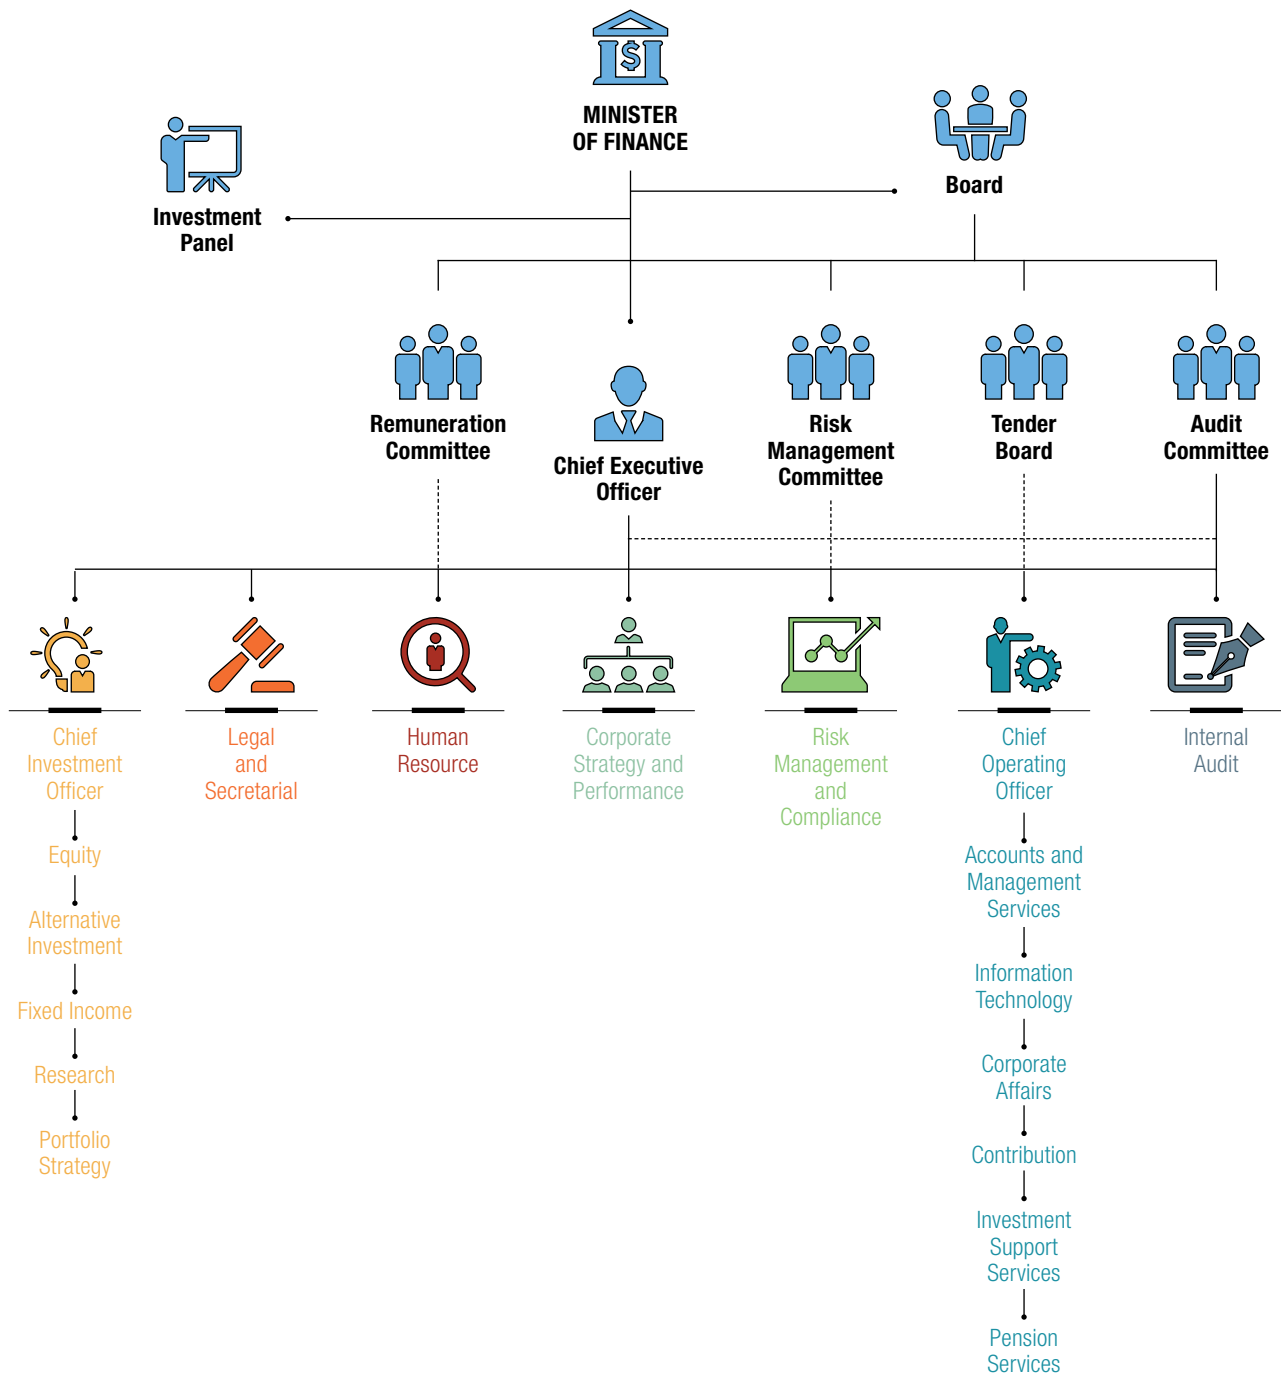 MINISTER
OF FINANCE
Board
Investment
Panel
Remuneration
Committee
Chief Executive
Officer
Risk
Management
Committee
Tender
Board
Audit
Committee
Chief
Investment
Officer
Equity
Alternative
Investment
Fixed Income
Research
Portfolio
Strategy
Legal
and
Secretarial
Human
Resource
Corporate
Strategy and
Performance
Risk
Management
and
Compliance
Chief
Operating
Officer
Accounts and
Management
Services
Information
Technology
Corporate
Affairs
Contribution
Investment
Support
Services
Pension
Services
Internal
Audit